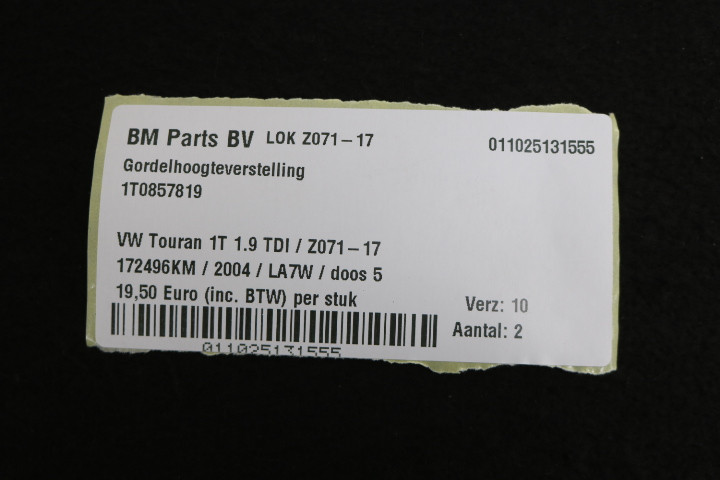 BM Parts BV LOK Z071-17
011025131555
Gordelhoogteverstelling
1T0857819
VW Touran 1T 1.9 TDI / Z071-17
172496KM / 2004 / LA7W / doos 5
19,50 Euro (inc. BTW) per stuk
Verz: 10
Aantal: 2
011025131555